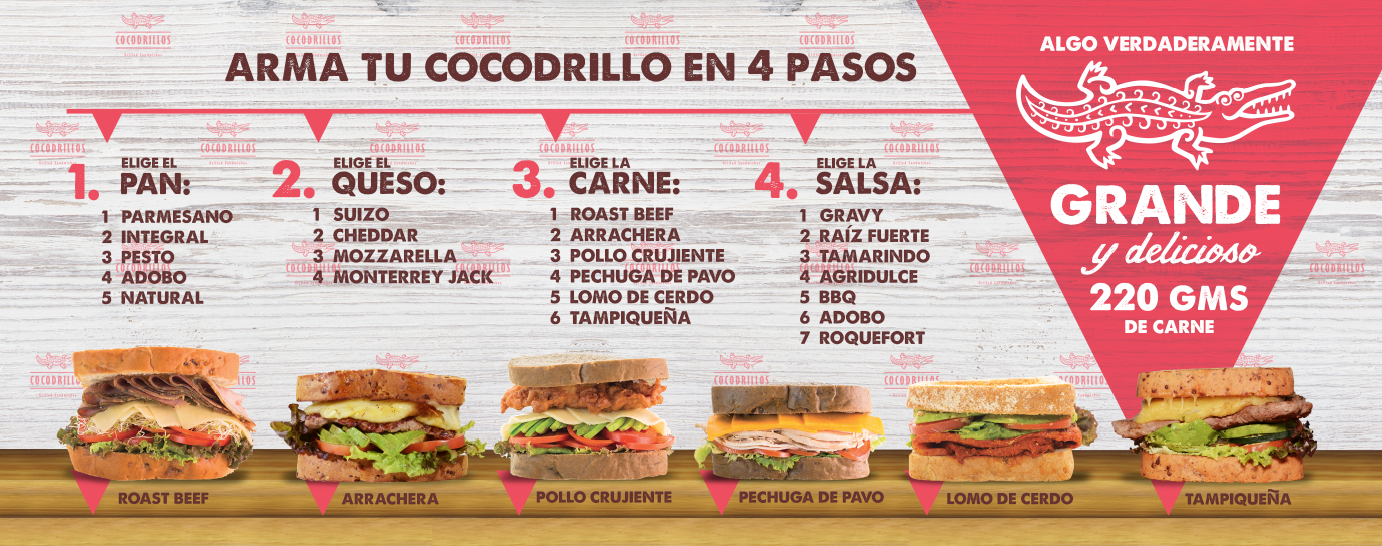 ARMA TU COCODRILLO EN 4 PASOS
1. ELIGE EL
PAN:
1 PARMESANO
2 INTEGRAL
3 PESTO
4 ADOBO
5 NATURAL
2. ELIGE EL
QUESO:
1 SUIZO
2 CHEDDAR
3 MOZZARELLA
4 MONTERREY JACK
3. ELIGE LA
CARNE:
1 ROAST BEEF
2 ARRACHERA
3 POLLO CRUJIENTE
4 PECHUGA DE PAVO
5 LOMO DE CERDO
6 TAMPIQUEÑA
4. ELIGE LA
SALSA:
1 GRAVY
2 RAÍZ FUERTE
3 TAMARINDO
4 AGRIDULCE
5 BBQ
6 ADOBO
7 ROQUEFORT
ALGO VERDADERAMENTE
GRANDE
y delicioso
220 GMS
DE CARNE
ROAST BEEF
ARRACHERA
POLLO CRUJIENTE
PECHUGA DE PAVO
LOMO DE CERDO
TAMPIQUEÑA
COCODRILLOS